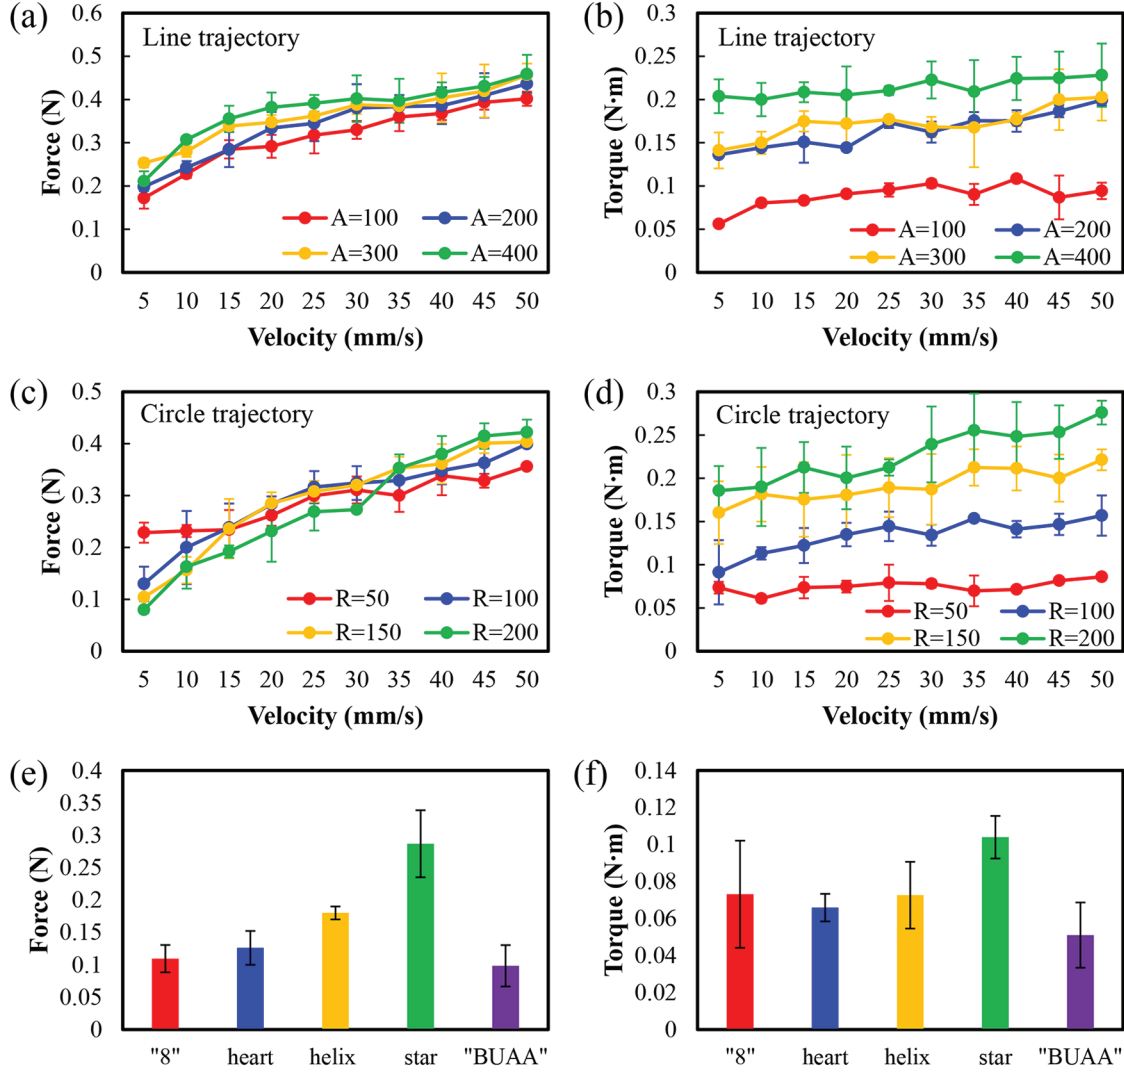 (a)
Line trajectory
Force (N)
0.6
0.5
0.4
0.3
0.2
0.1
0
A=100 A=200
A=300 A=400
5 10 15 20 25 30 35 40 45 50
Velocity (mm/s)
(b)
Line trajectory
Torque (N·m)
0.3
0.25
0.2
0.15
0.1
0.05
0
A=100 A=200
A=300 A=400
5 10 15 20 25 30 35 40 45 50
Velocity (mm/s)
(c)
Circle trajectory
Force (N)
0.5
0.4
0.3
0.2
0.1
0
R=50 R=100
R=150 R=200
5 10 15 20 25 30 35 40 45 50
Velocity (mm/s)
(d)
Circle trajectory
Torque (N·m)
0.3
0.25
0.2
0.15
0.1
0.05
0
R=50 R=100
R=150 R=200
5 10 15 20 25 30 35 40 45 50
Velocity (mm/s)
(e)
Force (N)
0.4
0.35
0.3
0.25
0.2
0.15
0.1
0.05
0
"8" heart helix star "BUAA"
(f)
Torque (N·m)
0.14
0.12
0.1
0.08
0.06
0.04
0.02
0
"8" heart helix star "BUAA"